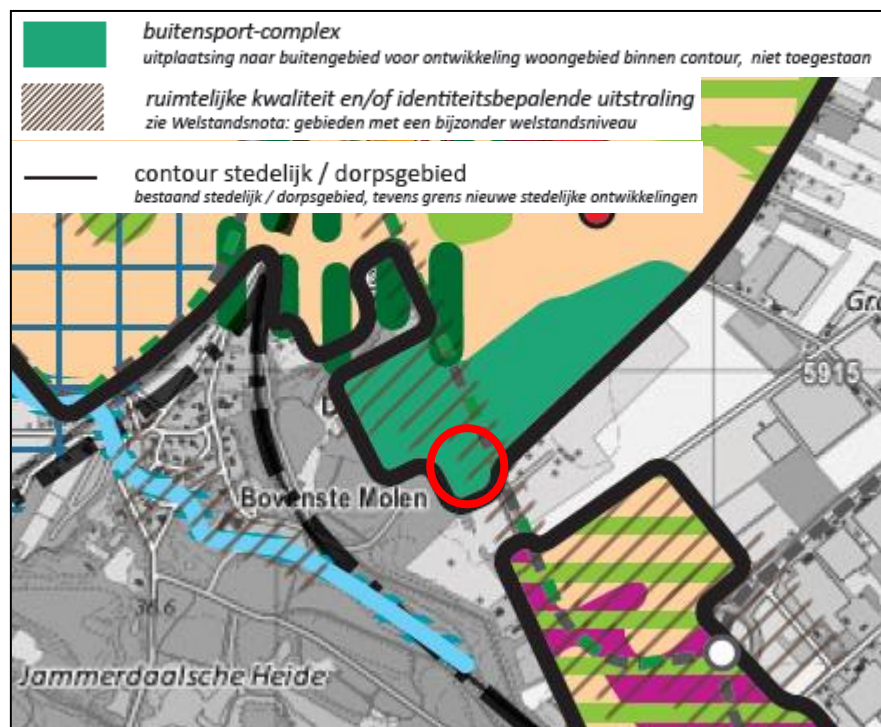 buitensport-complex
uitplaatsing naar buitengebied voor ontwikkeling woongebied binnen contour, niet toegestaan
ruimtelijke kwaliteit en/of identiteitsbepalende uitstraling
zie Welstandsnota: gebieden met een bijzonder welstandsniveau
contour stedelijk / dorpsgebied
bestaand stedelijk / dorpsgebied, tevens grens nieuwe stedelijke ontwikkelingen
Gr
5915
Bovenste Molen
Jammerdaalsche Heide